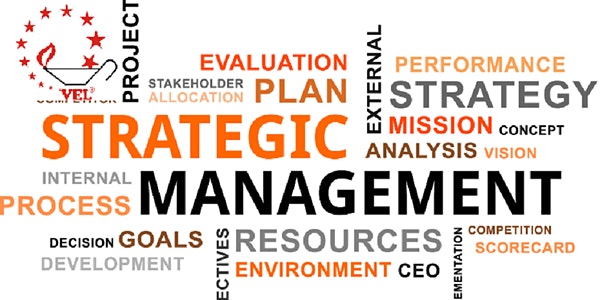 PROJECT
VEL®
EVALUATION
STAKEHOLDER
ALLOCATION
PLAN
EXTERNAL
PERFORMANCE
STRATEGY
MISSION CONCEPT
ANALYSIS VISION
STRATEGIC
INTERNAL
PROCESS
MANAGEMENT
DECISION GOALS
DEVELOPMENT
ECTIVES
RESOURCES
ENVIRONMENT CEO
EMENTATION
COMPETITION
SCORECARD